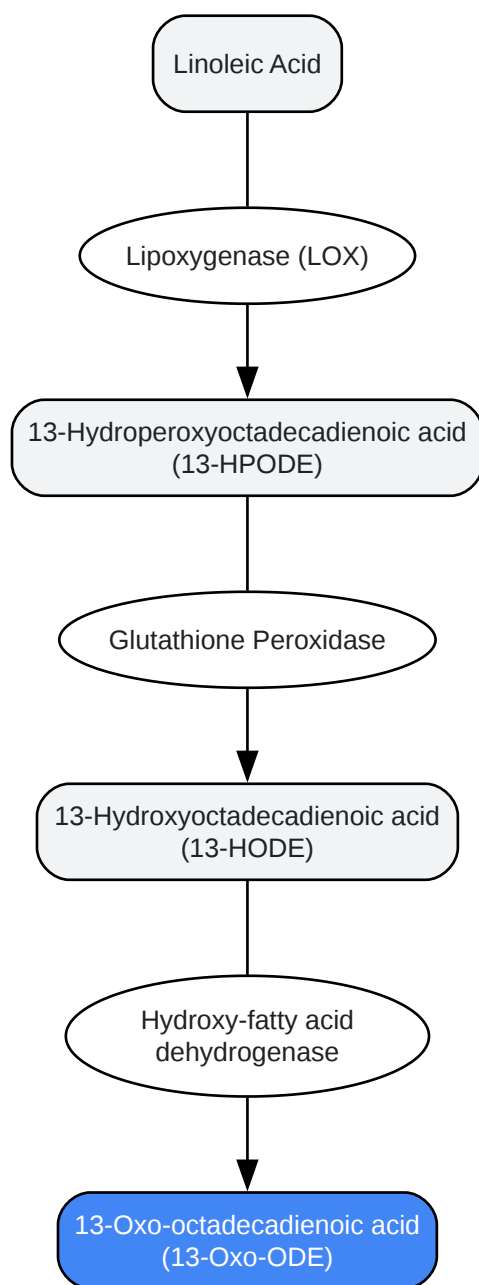 Linoleic Acid
Lipoxygenase (LOX)
13-Hydroperoxyoctadecadienoic acid
(13-HPODE)
Glutathione Peroxidase
13-Hydroxyoctadecadienoic acid
(13-HODE)
Hydroxy-fatty acid
dehydrogenase
13-Oxo-octadecadienoic acid
(13-Oxo-ODE)